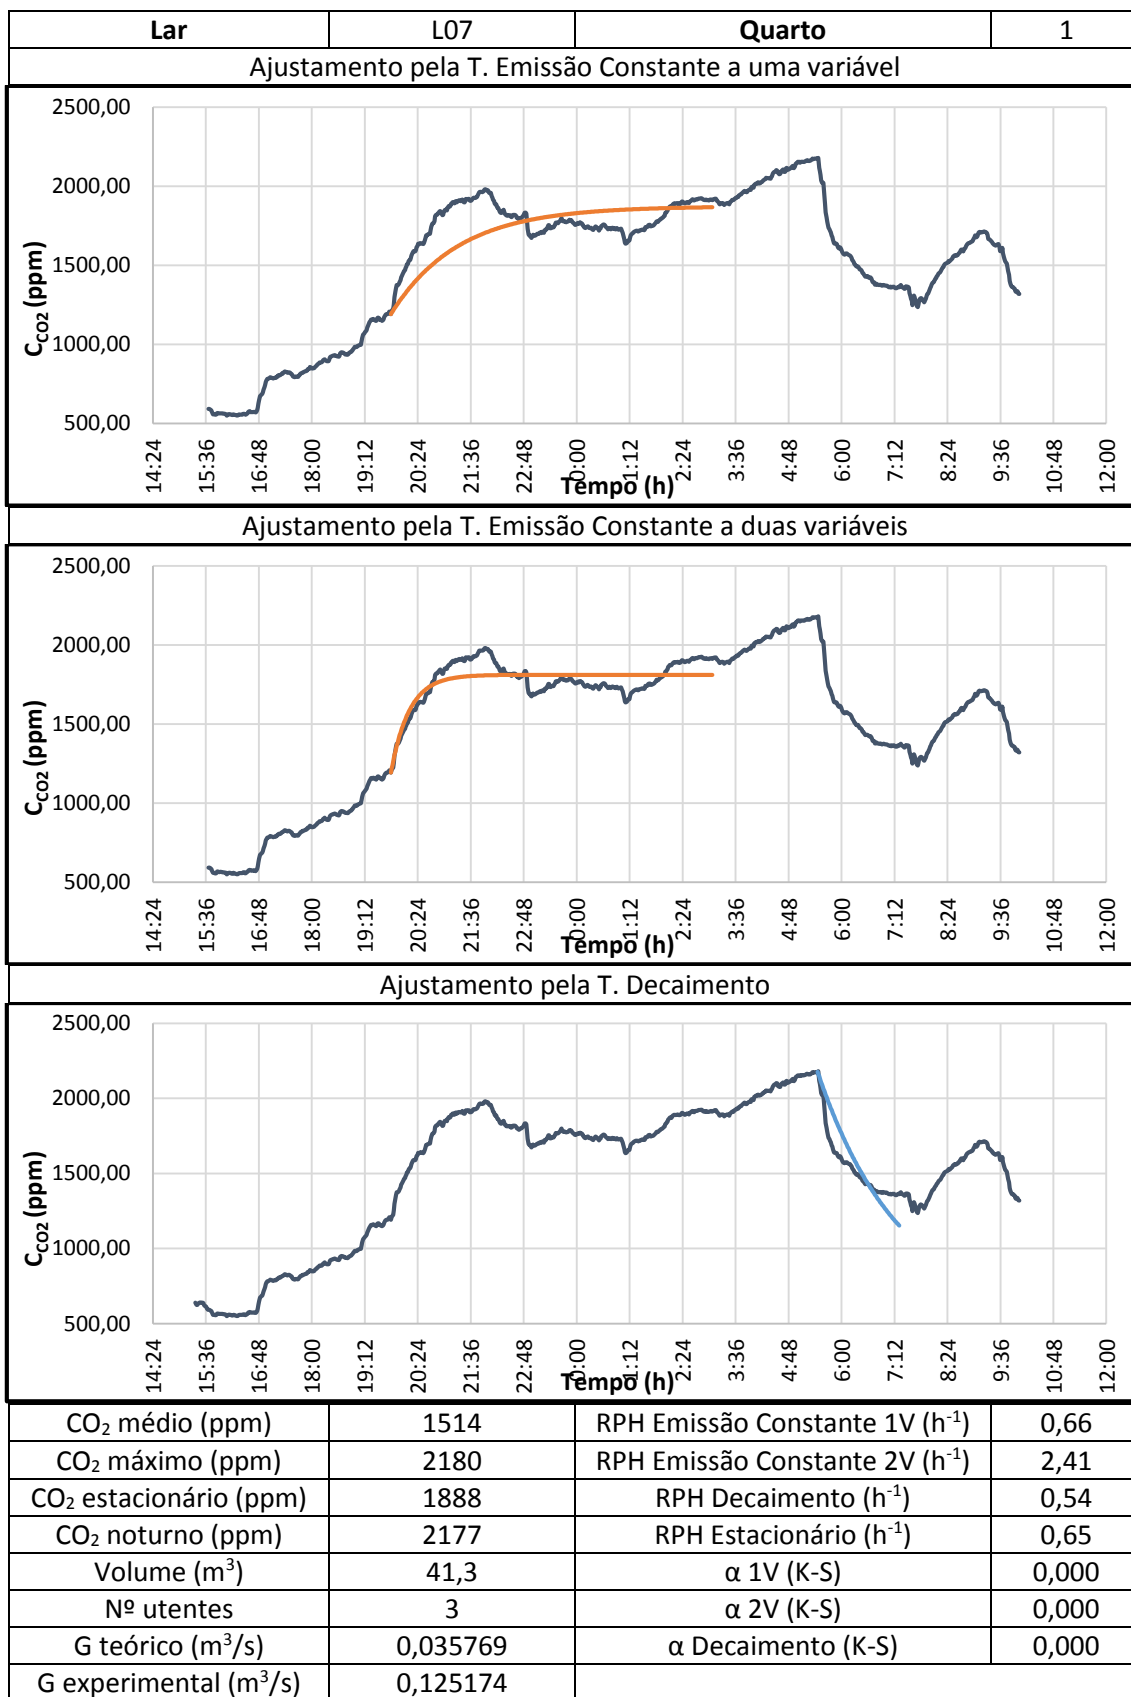 Lar L07 Quarto 1
Ajustamento pela T. Emissão Constante a uma variável
2500,00
2000,00
1500,00
1000,00
500,00
C_CO2 (ppm)
14:24 15:36 16:48 18:00 19:12 20:24 21:36 22:48 0:00 1:12 2:24 3:36 4:48 6:00 7:12 8:24 9:36 10:48 12:00
Tempo (h)
Ajustamento pela T. Emissão Constante a duas variáveis
2500,00
2000,00
1500,00
1000,00
500,00
C_CO2 (ppm)
14:24 15:36 16:48 18:00 19:12 20:24 21:36 22:48 0:00 1:12 2:24 3:36 4:48 6:00 7:12 8:24 9:36 10:48 12:00
Tempo (h)
Ajustamento pela T. Decaimento
2500,00
2000,00
1500,00
1000,00
500,00
C_CO2 (ppm)
14:24 15:36 16:48 18:00 19:12 20:24 21:36 22:48 0:00 1:12 2:24 3:36 4:48 6:00 7:12 8:24 9:36 10:48 12:00
Tempo (h)
CO₂ médio (ppm) 1514 RPH Emissão Constante 1V (h⁻¹) 0,66
CO₂ máximo (ppm) 2180 RPH Emissão Constante 2V (h⁻¹) 2,41
CO₂ estacionário (ppm) 1888 RPH Decaimento (h⁻¹) 0,54
CO₂ noturno (ppm) 2177 RPH Estacionário (h⁻¹) 0,65
Volume (m³) 41,3 α 1V (K-S) 0,000
Nº utentes 3 α 2V (K-S) 0,000
G teórico (m³/s) 0,035769 α Decaimento (K-S) 0,000
G experimental (m³/s) 0,125174